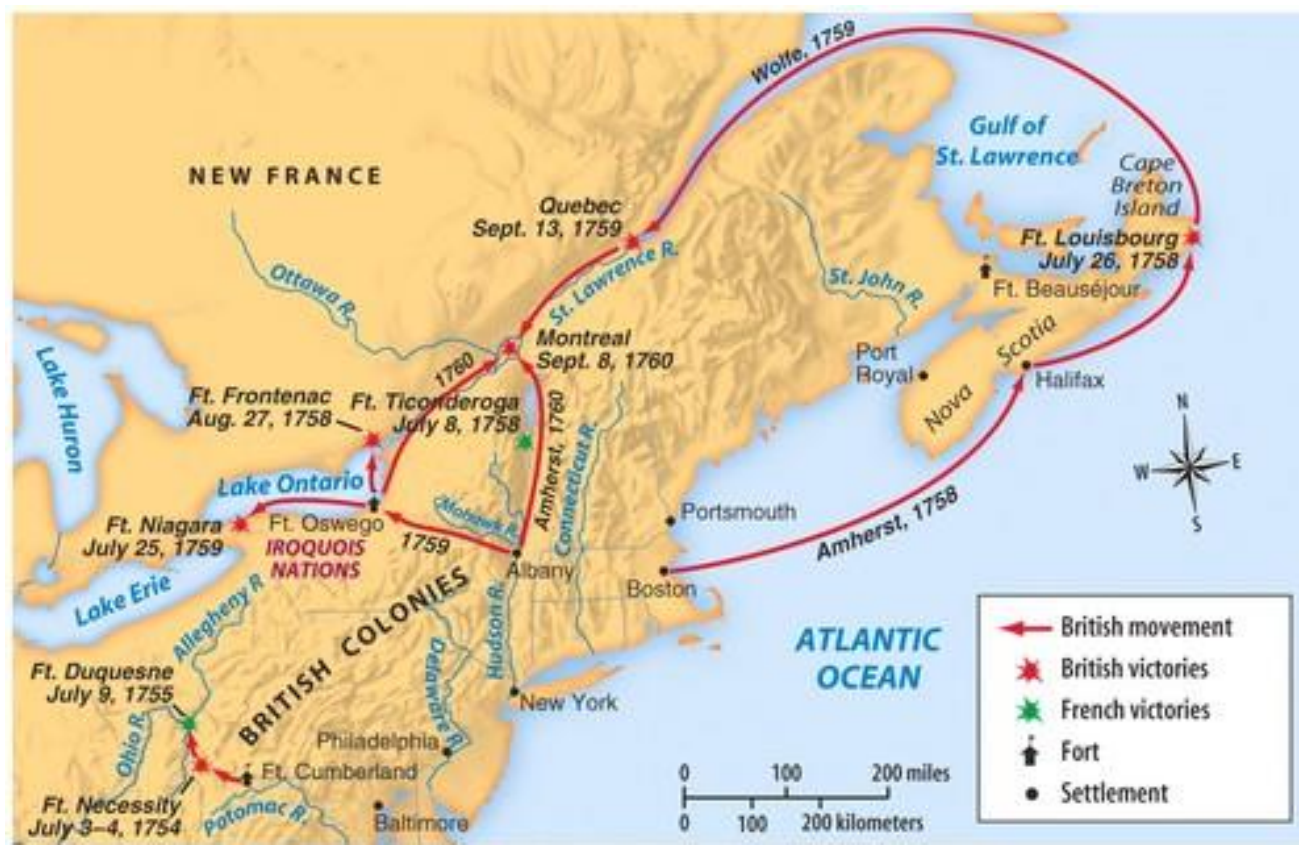 Wolfe, 1759
Gulf of
St. Lawrence
Cape
Breton
Island
NEW FRANCE
Quebec
Sept. 13, 1759
Ft. Louisbourg
July 26, 1758
Ottawa R.
St. Lawrence R.
St. John R.
Ft. Beauséjour
Montreal
Sept. 8, 1760
Port
Royal
Nova Scotia
Halifax
Lake Huron
1760
Ft. Frontenac
Aug. 27, 1758
Ft. Ticonderoga
July 8, 1758
Amherst, 1760
Connecticut R.
N
W
E
S
Lake Ontario
Ft. Niagara
July 25, 1759
Ft. Oswego
IROQUOIS
NATIONS
Mohawk R.
1759
Albany
Portsmouth
Boston
Amherst, 1758
Lake Erie
Allegheny R
BRITISH COLONIES
Hudson R.
Delaware R.
ATLANTIC
OCEAN
Ft. Duquesne
July 9, 1755
New York
Ohio R.
Philadelphia
Ft. Cumberland
Ft. Necessity
July 3–4, 1754
Potomac R.
Baltimore
0 100 200 miles
0 100 200 kilometers
British movement
British victories
French victories
Fort
Settlement